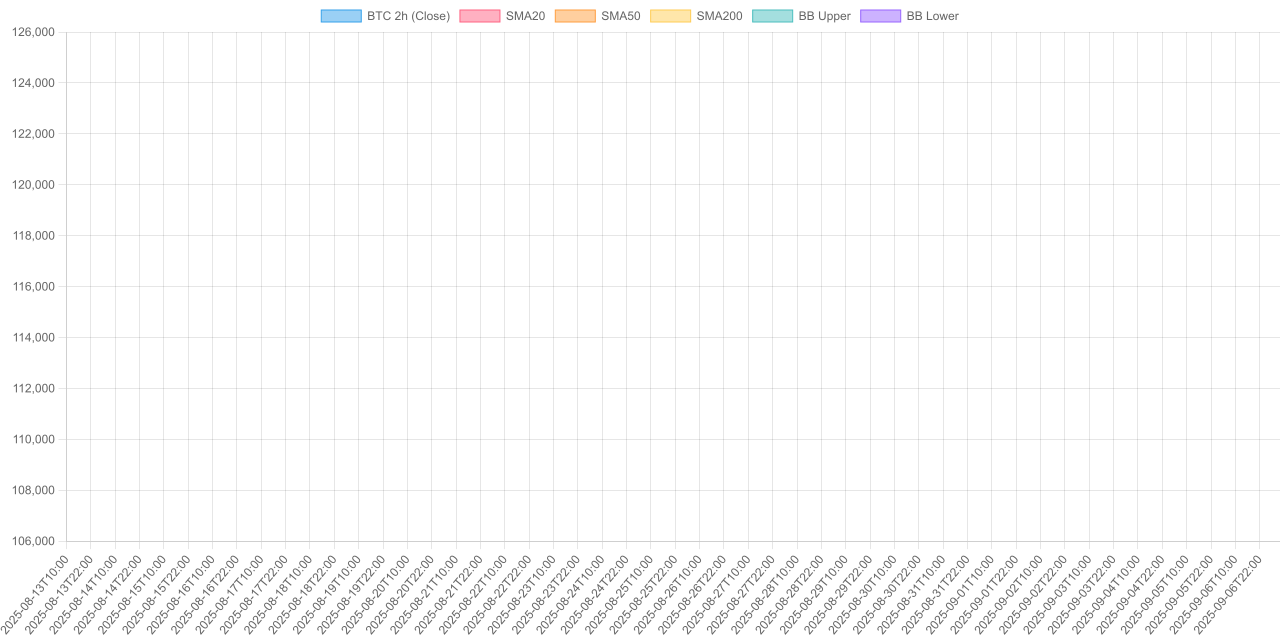 BTC 2h (Close) SMA20 SMA50 SMA200 BB Upper BB Lower
126,000
124,000
122,000
120,000
118,000
116,000
114,000
112,000
110,000
108,000
106,000
2025-08-13T10:00
2025-08-13T22:00
2025-08-14T10:00
2025-08-14T22:00
2025-08-15T10:00
2025-08-15T22:00
2025-08-16T10:00
2025-08-16T22:00
2025-08-17T10:00
2025-08-17T22:00
2025-08-18T10:00
2025-08-18T22:00
2025-08-19T10:00
2025-08-19T22:00
2025-08-20T10:00
2025-08-20T22:00
2025-08-21T10:00
2025-08-21T22:00
2025-08-22T10:00
2025-08-22T22:00
2025-08-23T10:00
2025-08-23T22:00
2025-08-24T10:00
2025-08-24T22:00
2025-08-25T10:00
2025-08-25T22:00
2025-08-26T10:00
2025-08-26T22:00
2025-08-27T10:00
2025-08-27T22:00
2025-08-28T10:00
2025-08-28T22:00
2025-08-29T10:00
2025-08-29T22:00
2025-08-30T10:00
2025-08-30T22:00
2025-08-31T10:00
2025-08-31T22:00
2025-09-01T10:00
2025-09-01T22:00
2025-09-02T10:00
2025-09-02T22:00
2025-09-03T10:00
2025-09-03T22:00
2025-09-04T10:00
2025-09-04T22:00
2025-09-05T10:00
2025-09-05T22:00
2025-09-06T10:00
2025-09-06T22:00